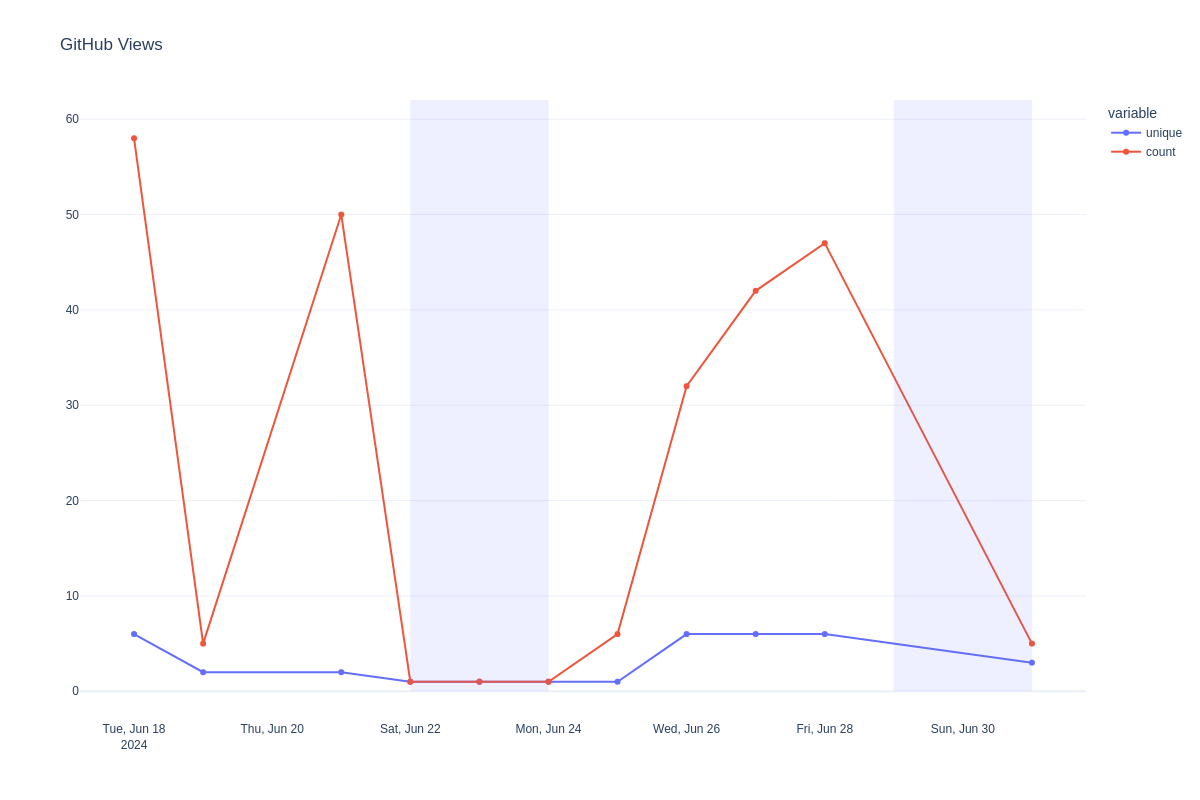 GitHub Views
variable
unique
count
60
50
40
30
20
10
0
Tue, Jun 18
2024
Thu, Jun 20
Sat, Jun 22
Mon, Jun 24
Wed, Jun 26
Fri, Jun 28
Sun, Jun 30